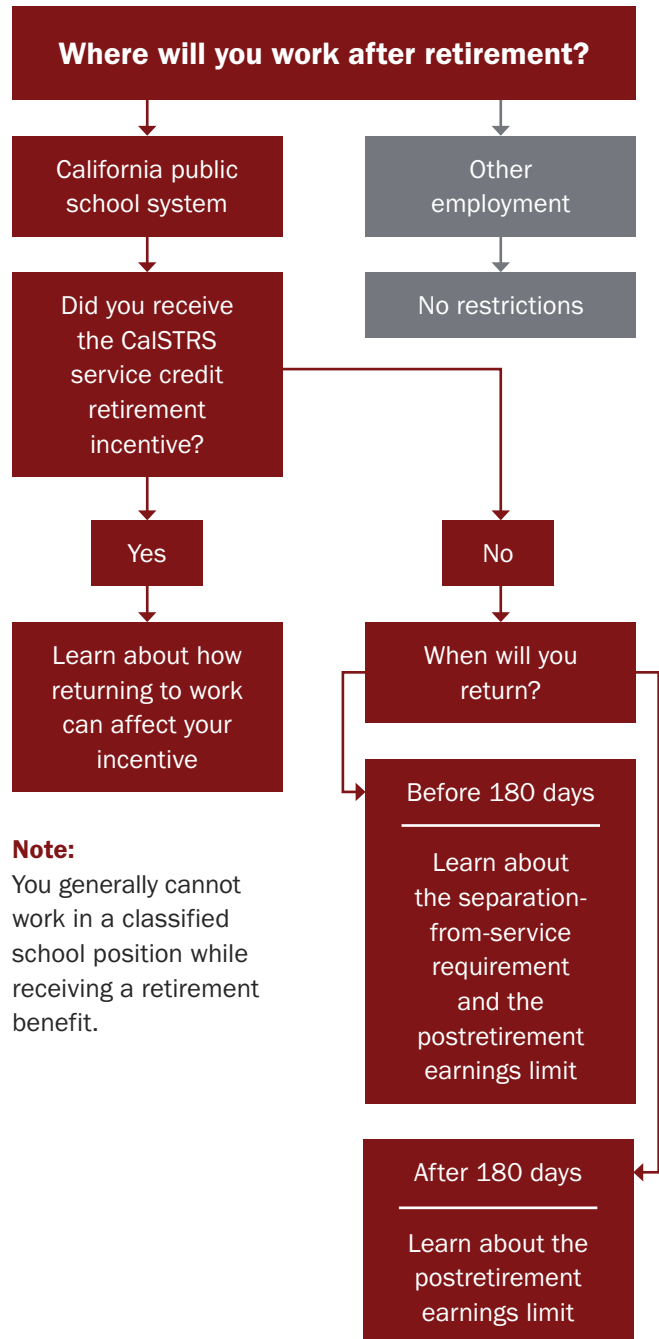 Where will you work after retirement?
California public
school system
Other
employment
No restrictions
Did you receive
the CalSTRS
service credit
retirement
incentive?
Yes
No
Learn about how
returning to work
can affect your
incentive
When will you
return?
Before 180 days
Learn about
the separation-
from-service
requirement
and the
postretirement
earnings limit
After 180 days
Learn about the
postretirement
earnings limit
Note:
You generally cannot
work in a classified
school position while
receiving a retirement
benefit.